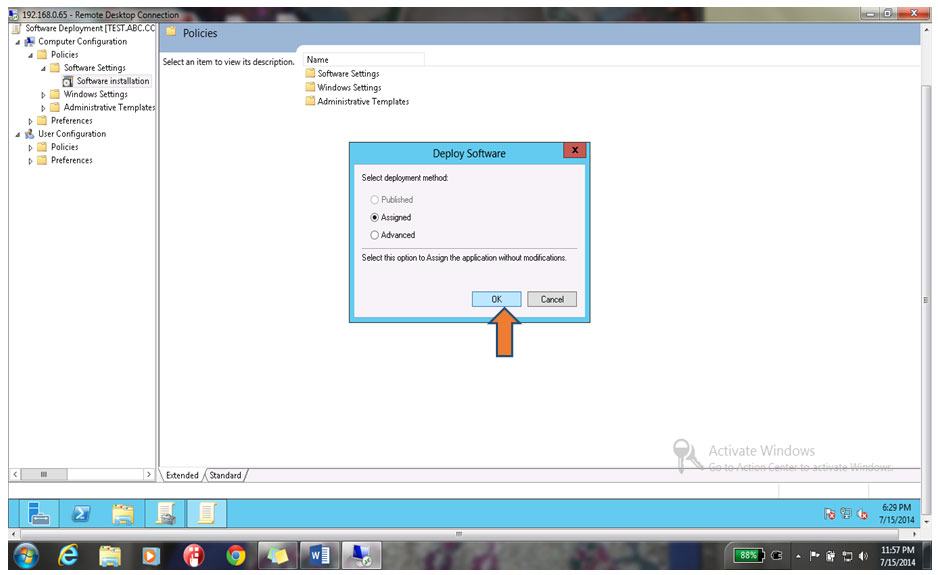 192.168.0.65 - Remote Desktop Connection
Software Deployment [TEST.ABC.CC
Computer Configuration
Policies
Software Settings
Software installation
Windows Settings
Administrative Templates
Preferences
User Configuration
Policies
Preferences
Policies
Select an item to view its description.
Name
Software Settings
Windows Settings
Administrative Templates
Deploy Software
x
Select deployment method:
Published
Assigned
Advanced
Select this option to Assign the application without modifications.
OK
Cancel
Activate Windows
Go to Action Center to activate Windows.
Extended
Standard
6:29 PM
7/15/2014
88%
11:57 PM
7/15/2014